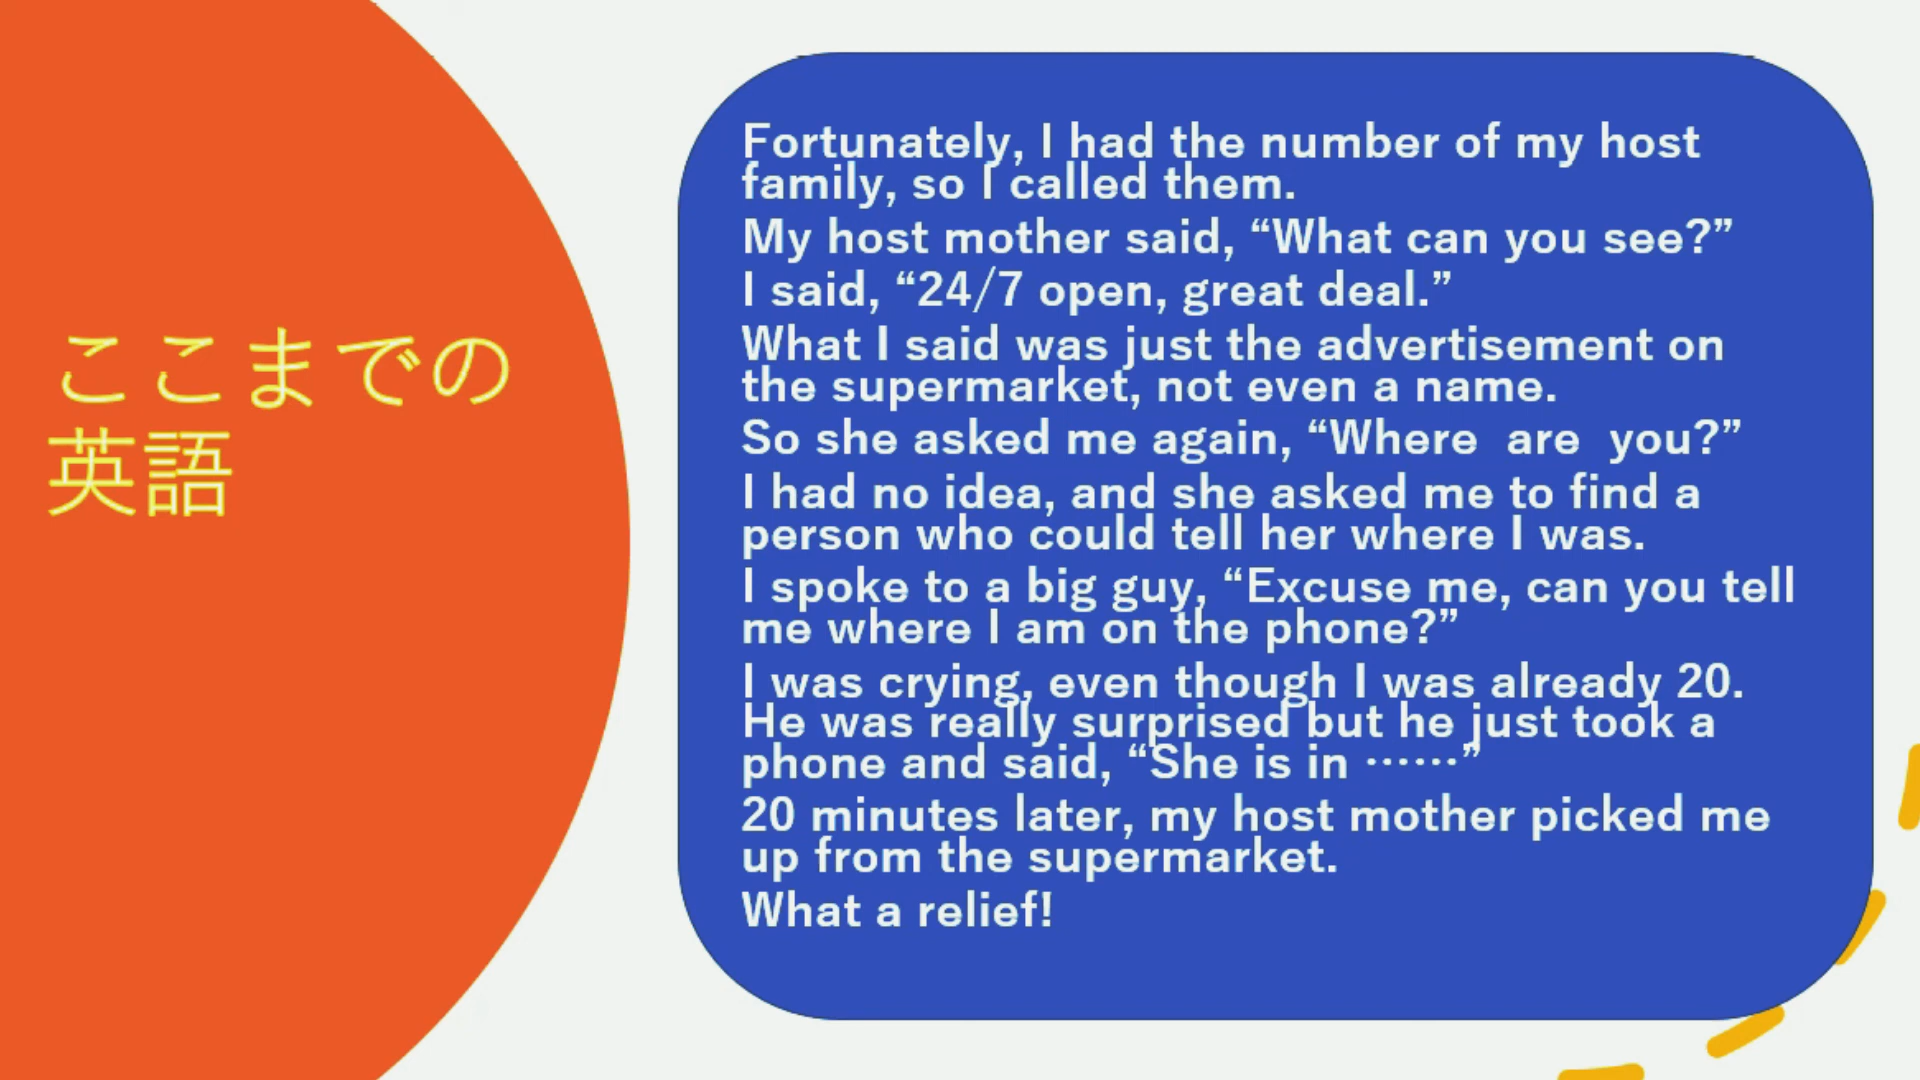 ここまでの
英語
Fortunately, I had the number of my host
family, so I called them.
My host mother said, “What can you see?”
I said, “24/7 open, great deal.”
What I said was just the advertisement on
the supermarket, not even a name.
So she asked me again, “Where are you?”
I had no idea, and she asked me to find a
person who could tell her where I was.
I spoke to a big guy, “Excuse me, can you tell
me where I am on the phone?”
I was crying, even though I was already 20.
He was really surprised but he just took a
phone and said, “She is in ……”
20 minutes later, my host mother picked me
up from the supermarket.
What a relief!